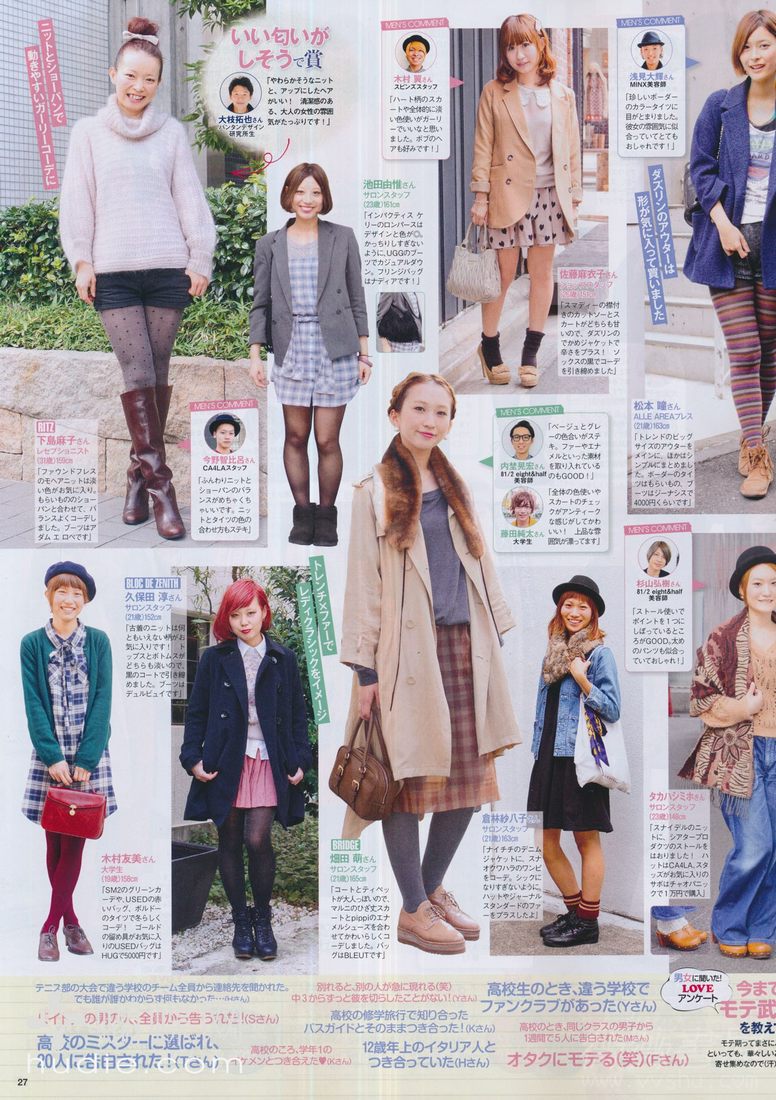 ニットとショーパンで
動きやすいガーリーコーデに
いい匂いが
しそうで賞
大枝拓也さん
バンタンデザイン
研究所生
「やわらかそうなニット
と、アップにしたヘア
がいい！ 清潔感のあ
る、大人の女性の雰囲
気がたっぷりです！」
MEN'S COMMENT
木村 翼さん
スピンズスタッフ
「ハート柄のスカ
ートや全体的に淡
い色使いがガーリ
ーでいいなと思い
ました。ボブのヘ
アも好みです！」
MEN'S COMMENT
浅見大輝さん
MINX美容師
「珍しいボーダー
のカラータイツに
目がとまりました。
彼女の雰囲気に似
合っていてとても
おしゃれです！」
池田由惟さん
サロンスタッフ
(23歳)161cm
「インパクティス ケ
リーのロンパースは
デザインと色が◎。
かっちりしすぎない
ように、UGGのブー
ツでカジュアルダウ
ン。フリンジバッグ
はナディアです！」
佐藤麻衣子さん
「スマディーの襟付
きのカットソーとス
カートがどちらも甘
いので、ダズリンの
でかめジャケットで
辛さをプラス！ ソ
ックスの黒でコーデ
を引き締めました」
ダズリンのアウターは
形が気に入って買いました
松本 瞳さん
ALLE AREAプレス
(21歳)163cm
「トレンドのビッグ
サイズのアウターを
メインに、ほかはシ
ンプルにまとめまし
た。ボーダーのタイ
ツはもらいもの、ブ
ーツはジーナシスで
4000円くらいです」
RITZ
下島麻子さん
レセプショニスト
「ファウンドフレス
のモヘアニットは淡
い色がお気に入り。
もらいもののショー
パンと合わせて、バ
ランスよくコーデし
ました。ブーツはア
ダム エ ロペです」
MEN'S COMMENT
今野智比呂さん
CA4LAスタッフ
「ふんわりニットと
ショーパンのバラ
ンスがめちゃくち
ゃいいです。ニッ
トとタイツの色の
合わせ方もステキ」
MEN'S COMMENT
内埜晃宏さん
81/2 eight&half
美容師
「ベージュとグレ
ーの色合いがス
テキ。ファーやエ
ナメルといった素材
を取り入れている
のもGOOD！」
藤田純太さん
大学生
「全体の色使いや
スカートのチェッ
クがアンティーク
な感じがしてかわ
いい！ 上品な雰
囲気が漂ってます」
MEN'S COMMENT
杉山弘樹さん
81/2 eight&half
美容師
「ストール使いで
ポイントを1つに
しぼっているとこ
ろがGOOD。太め
のパンツも似合っ
ていておしゃれ！」
BLOC DE ZENITH
久保田 淳さん
サロンスタッフ
(21歳)152cm
「古着のニットは何
ともいえない柄がお
気に入りです！ ト
ップスとボトムスが
どちらも淡いので、
黒のコートで引き締
めました。ブーツは
デュルビュイです」
トレンチ×ファーで
レディクラシックをイメージ
木村友美さん
大学生
(19歳)156cm
「SM2のグリーンカ
ーデや、USEDの赤
いバッグ、ボルドー
のタイツで冬らしく
コーデ！ ゴールド
の留め具がお気に入
りのUSEDバッグは
HUGで5000円です」
BRIDGE
畑田 萌さん
サロンスタッフ
(21歳)165cm
「コートとティペット
が大人っぽいので、
マルニのひざ丈スカ
ートとpippiのエナ
メルシューズを合わ
せてかわいらしくコ
ーデしました。バッ
グはBLEUTです」
倉林紗八子さん
サロンスタッフ
(21歳)163cm
「ナイチチのデニム
ジャケットに、スナ
オクワハラのワンピ
をコーデ。シックに
なりすぎないように、
ハットやジャーナル
スタンダードのファ
ーをプラスしたよ」
タカハシミホさん
サロンスタッフ
(23歳)148cm
「スナイデルのニッ
トに、シアタープロ
ダクツのストールを
はおりました！ ハ
ットはCA4LA、スタ
ッズがお気に入りの
サボはチャオパニッ
クで1万円で購入」
テニス部の大会で違う学校のチーム全員から連絡先を聞かれた。
でも誰が誰かわからず何もなかった…(Hさん)
バイトの男の人、全員から告られた！(Sさん)
高校のミスターに選ばれ、
30人に告白された！(Tさん)
別れると、別の人が急に現れる(笑)
中3からずっと彼を切らしたことがない！(Yさん)
高校の修学旅行で知り合った
バスガイドとそのままつき合った！(Kさん)
高校のころ、学年1の
イケメンとつき合えた♥(Kさん)
12歳年上のイタリア人と
つき合っていた(Hさん)
高校生のとき、違う学校で
ファンクラブがあった(Yさん)
高校のとき、同じクラスの男子から
1週間で5人に告白された(Mさん)
オタクにモテる(笑)(Fさん)
男女に聞いた！
LOVE
アンケート
今まで
モテ武
を教え
モテ期ってまさに
といっても、華々しい
寄せ集めなので(汗)
27